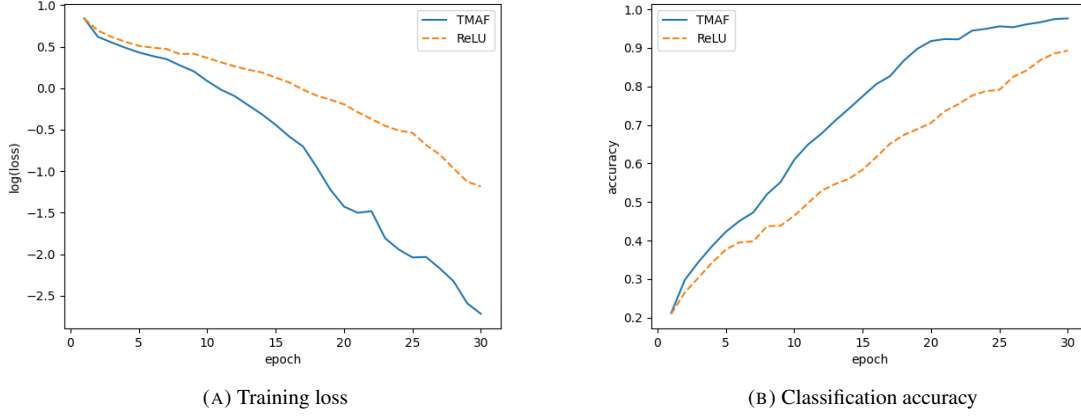 1.0
0.5
0.0
−0.5
−1.0
−1.5
−2.0
−2.5
log(loss)
TMAF
ReLU
0 5 10 15 20 25 30
epoch
(A) Training loss
1.0
0.9
0.8
0.7
0.6
0.5
0.4
0.3
0.2
accuracy
TMAF
ReLU
0 5 10 15 20 25 30
epoch
(B) Classification accuracy